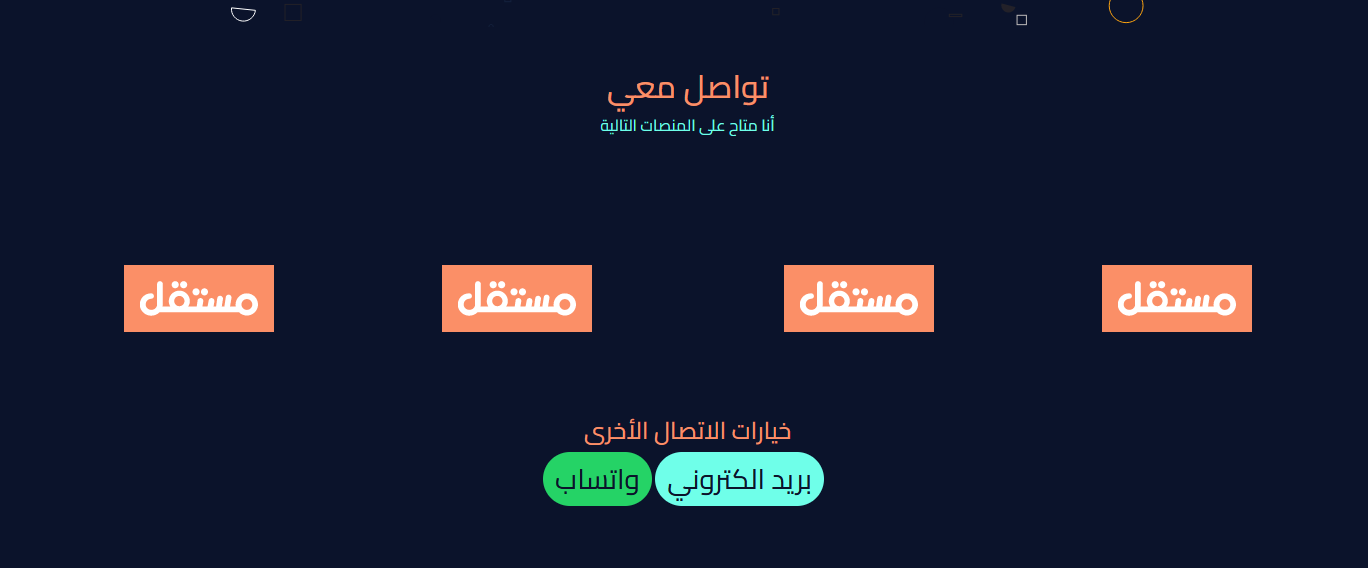 تواصل معي
أنا متاح على المنصات التالية
مستقل مستقل مستقل مستقل
خيارات الاتصال الأخرى
بريد الكتروني واتساب